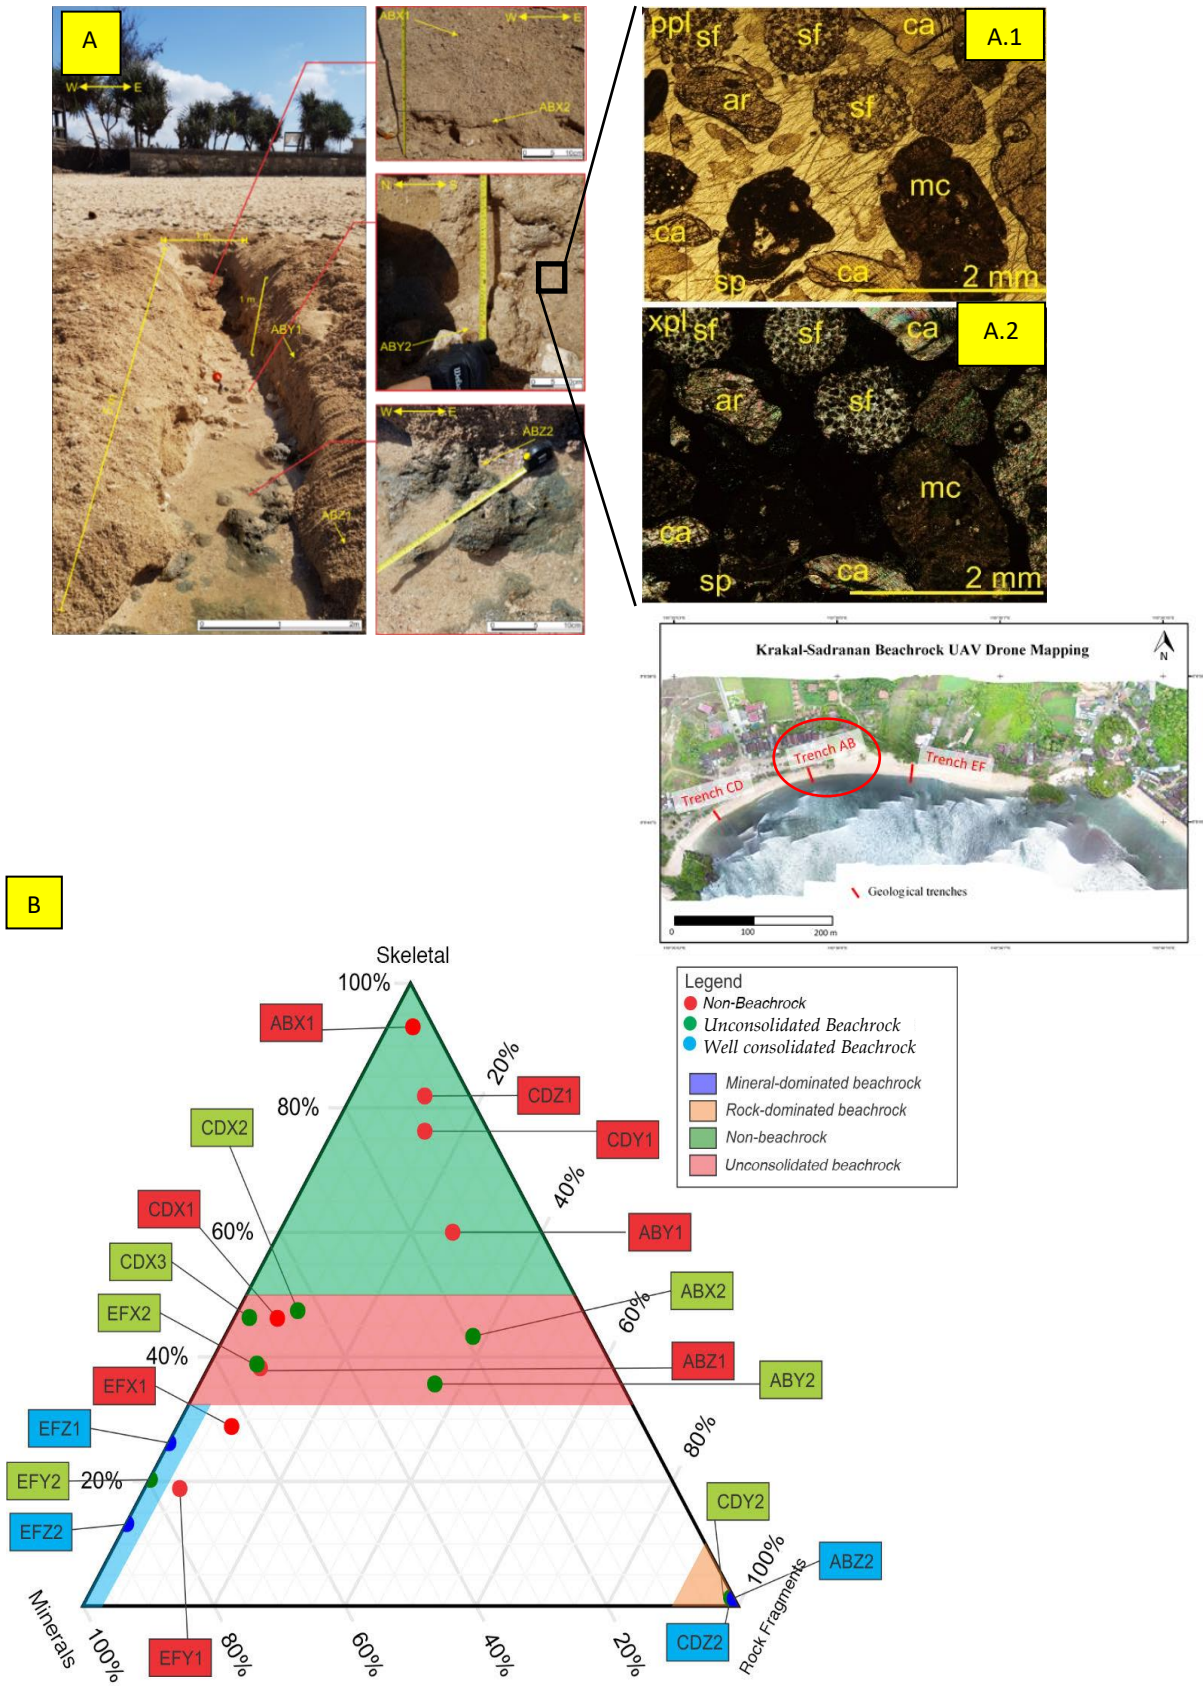 A
W E
1 m
1 m
ABY1
ABZ1
2m
ABX1
W E
ABX2
10cm
N S
ABY2
W E
ABZ2
10cm
A.1
ppl
sf
sf
ca
ar
sf
mc
ca
ca
sp
2 mm
A.2
xpl
sf
sf
ca
ar
sf
mc
ca
ca
sp
2 mm
Krakal-Sadranan Beachrock UAV Drone Mapping
N
Trench AB
Trench EF
Trench CD
Geological trenches
0 100 200 m
B
Skeletal
100%
80%
60%
40%
20%
20%
40%
60%
80%
100%
Rock Fragments
Minerals
100%
80%
60%
40%
20%
ABX1
CDZ1
CDX2
CDY1
CDX1
ABY1
CDX3
ABX2
EFX2
ABZ1
ABY2
EFX1
EFZ1
EFY2
CDY2
EFZ2
ABZ2
CDZ2
EFY1
Legend
Non-Beachrock
Unconsolidated Beachrock
Well consolidated Beachrock
Mineral-dominated beachrock
Rock-dominated beachrock
Non-beachrock
Unconsolidated beachrock